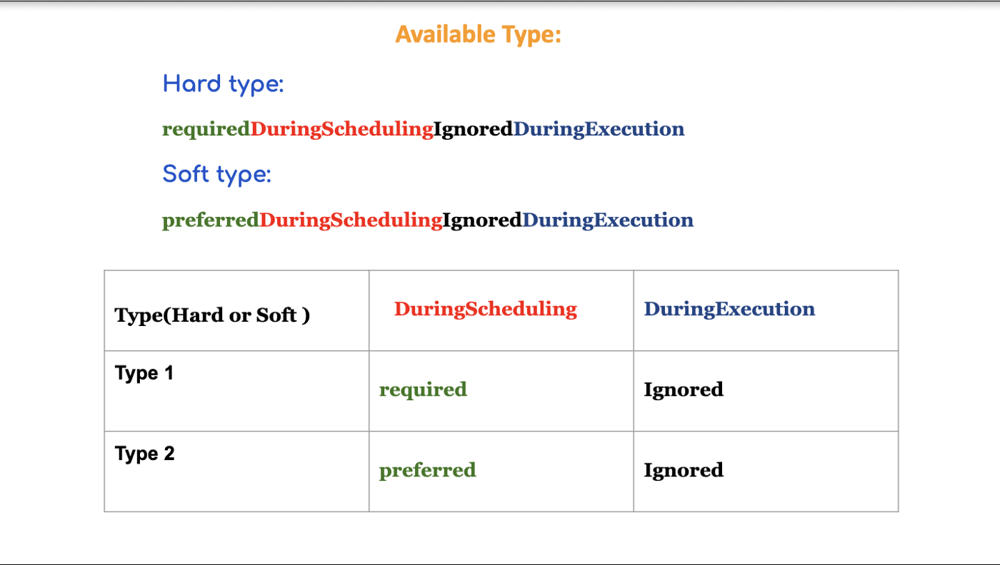 Available Type:
Hard type:
requiredDuringSchedulingIgnoredDuringExecution
Soft type:
preferredDuringSchedulingIgnoredDuringExecution
Type(Hard or Soft ) DuringScheduling DuringExecution
Type 1 required Ignored
Type 2 preferred Ignored